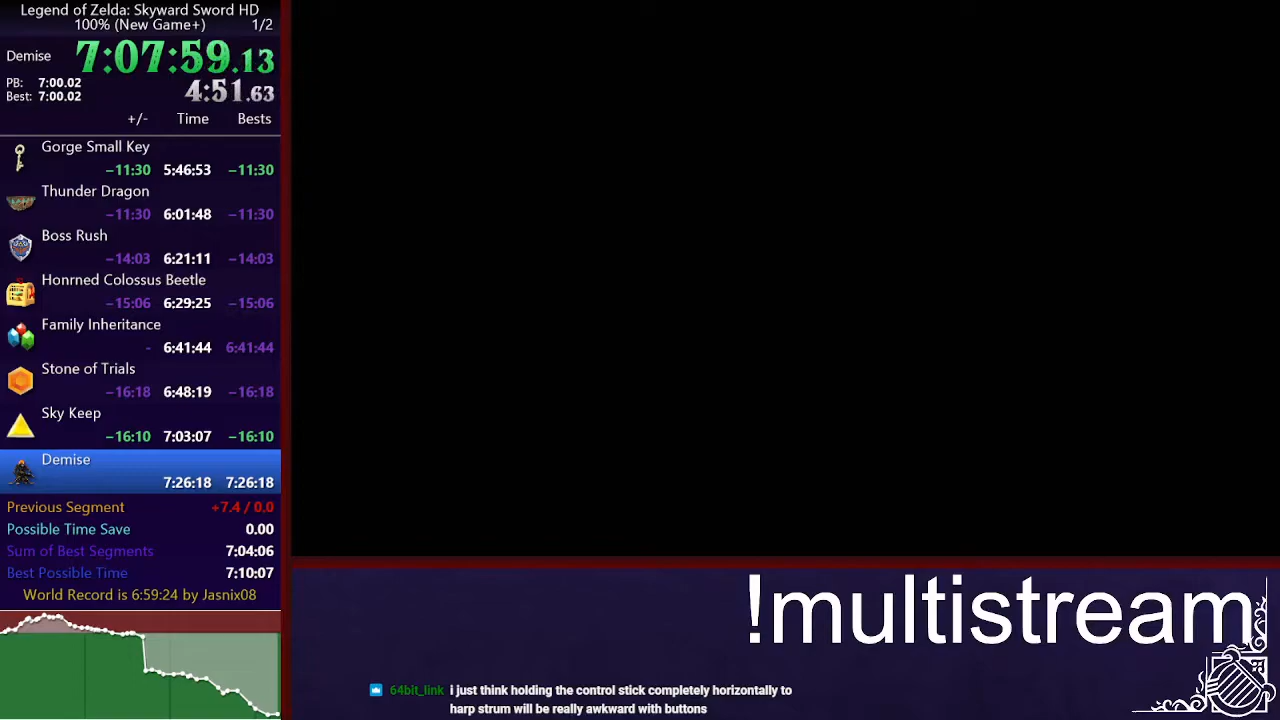 Legend of Zelda: Skyward Sword HD
100% (New Game+) 1/2
Demise 7:07:59.13
PB: 7:00.02 4:51.63
Best: 7:00.02
+/- Time Bests
Gorge Small Key
−11:30 5:46:53 −11:30
Thunder Dragon
−11:30 6:01:48 −11:30
Boss Rush
−14:03 6:21:11 −14:03
Honrned Colossus Beetle
−15:06 6:29:25 −15:06
Family Inheritance
- 6:41:44 6:41:44
Stone of Trials
−16:18 6:48:19 −16:18
Sky Keep
−16:10 7:03:07 −16:10
Demise
7:26:18 7:26:18
Previous Segment +7.4 / 0.0
Possible Time Save 0.00
Sum of Best Segments 7:04:06
Best Possible Time 7:10:07
World Record is 6:59:24 by Jasnix08
!multistream
64bit_link i just think holding the control stick completely horizontally to
harp strum will be really awkward with buttons